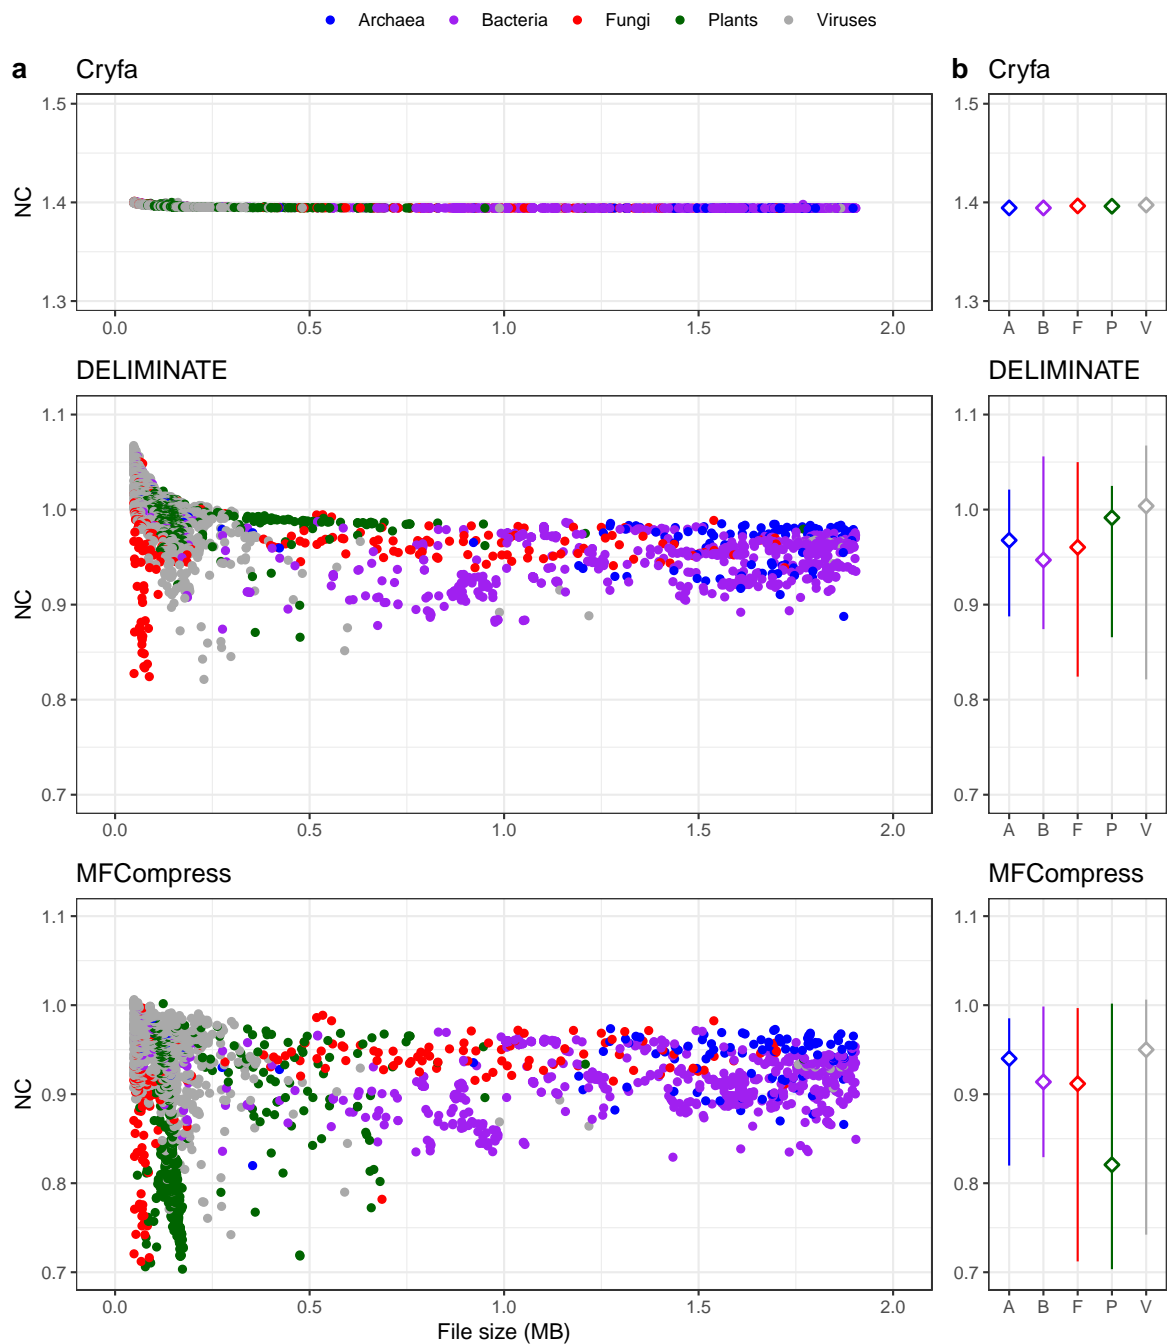 Archaea Bacteria Fungi Plants Viruses
a Cryfa
1.5
1.4
1.3
NC
0.0 0.5 1.0 1.5 2.0
b Cryfa
1.5
1.4
1.3
A B F P V
DELIMINATE
1.1
1.0
0.9
0.8
0.7
NC
0.0 0.5 1.0 1.5 2.0
DELIMINATE
1.1
1.0
0.9
0.8
0.7
A B F P V
MFCompress
1.1
1.0
0.9
0.8
0.7
NC
0.0 0.5 1.0 1.5 2.0
File size (MB)
MFCompress
1.1
1.0
0.9
0.8
0.7
A B F P V